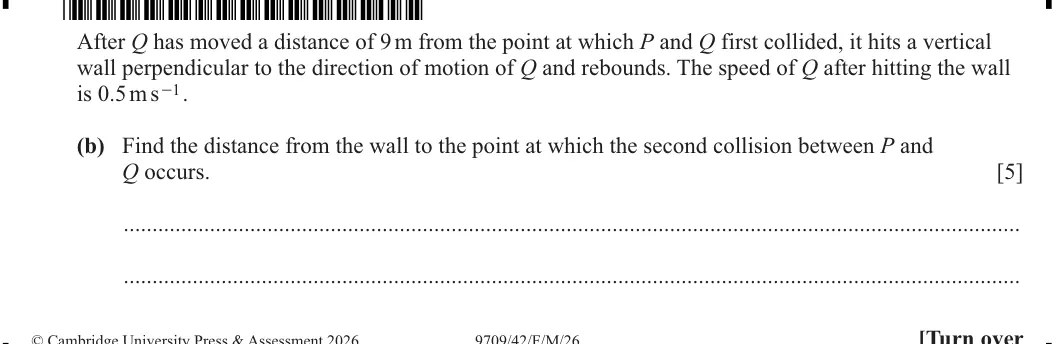 After Q has moved a distance of 9 m from the point at which P and Q first collided, it hits a vertical
wall perpendicular to the direction of motion of Q and rebounds. The speed of Q after hitting the wall
is 0.5 m s⁻¹.
(b) Find the distance from the wall to the point at which the second collision between P and
Q occurs. [5]
© Cambridge University Press & Assessment 2026 9709/42/F/M/26 [Turn over